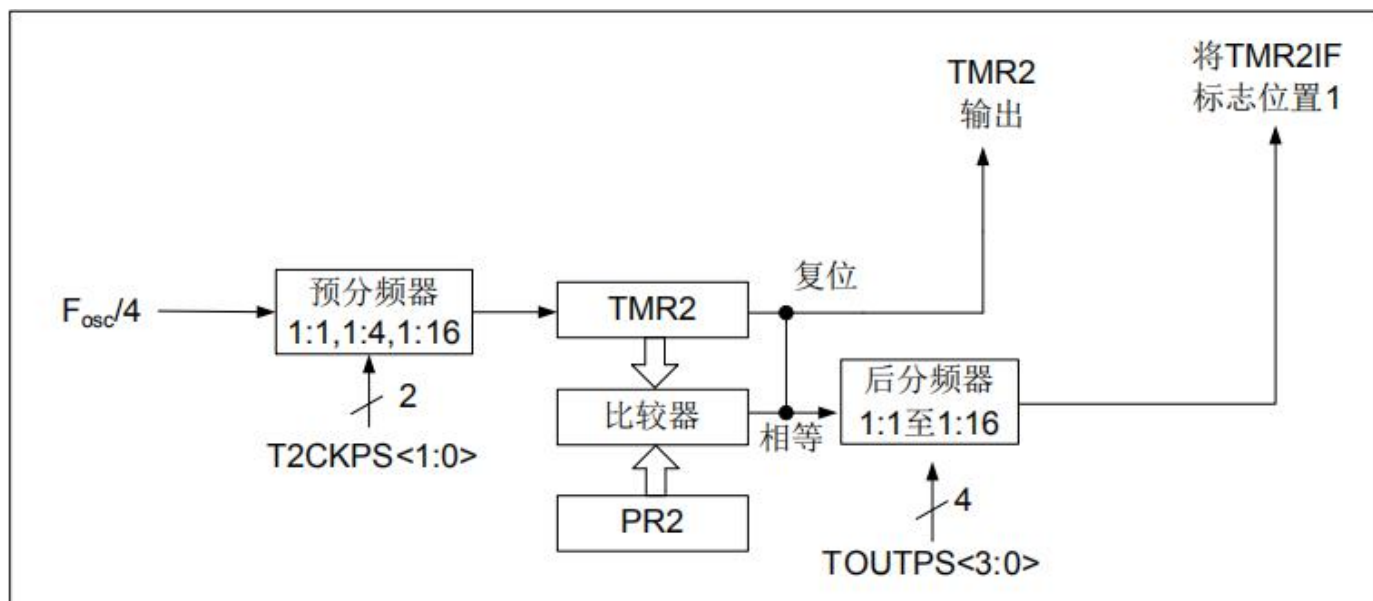 TMR2
输出
将TMR2IF
标志位置1
F_osc/4
预分频器
1:1,1:4,1:16
2
T2CKPS<1:0>
TMR2
复位
比较器
相等
PR2
后分频器
1:1至1:16
4
TOUTPS<3:0>